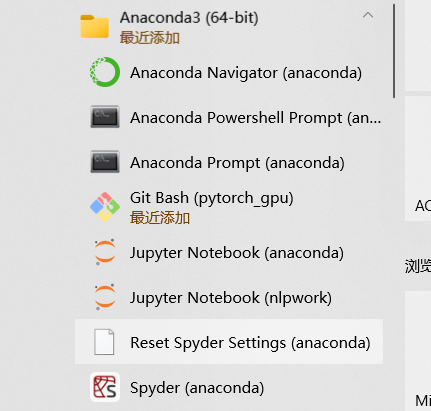 Anaconda3 (64-bit)
最近添加
Anaconda Navigator (anaconda)
Anaconda Powershell Prompt (an...
Anaconda Prompt (anaconda)
Git Bash (pytorch_gpu)
最近添加
Jupyter Notebook (anaconda)
Jupyter Notebook (nlpwork)
Reset Spyder Settings (anaconda)
Spyder (anaconda)
AC
浏览
Mi